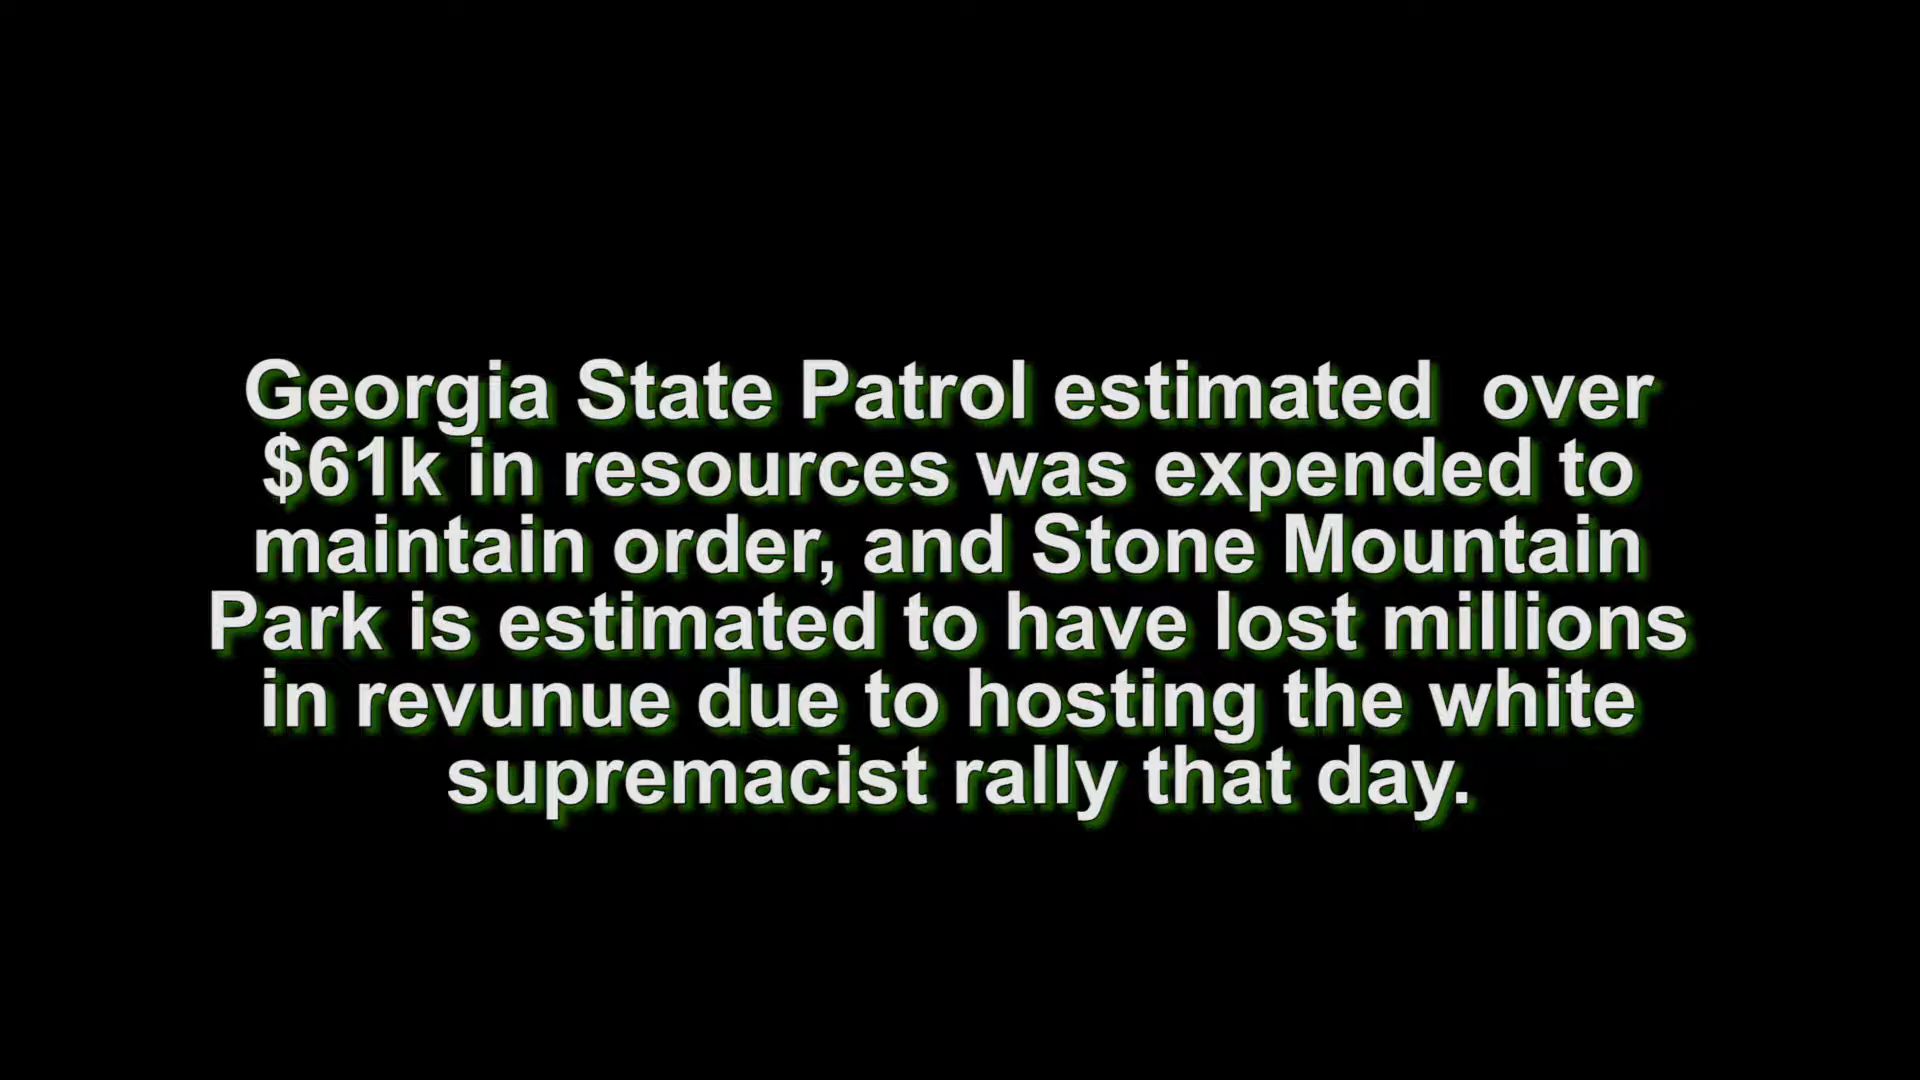 Georgia State Patrol estimated  over
$61k in resources was expended to
maintain order, and Stone Mountain
Park is estimated to have lost millions
in revunue due to hosting the white
supremacist rally that day.